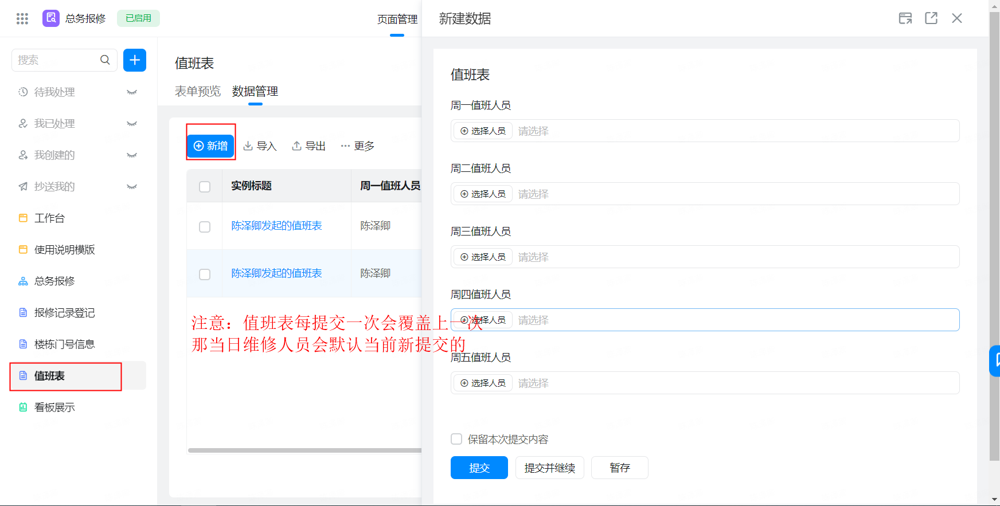 总务报修
已启用
页面管理
搜索
待我处理
我已处理
我创建的
抄送我的
工作台
使用说明模版
总务报修
报修记录登记
楼栋门号信息
值班表
看板展示
值班表
表单预览 数据管理
新增 导入 导出 更多
实例标题 周一值班人员
陈泽卿发起的值班表 陈泽卿
陈泽卿发起的值班表 陈泽卿
注意：值班表每提交一次会覆盖上一次
那当日维修人员会默认当前新提交的
新建数据
值班表
周一值班人员
选择人员 请选择
周二值班人员
选择人员 请选择
周三值班人员
选择人员 请选择
周四值班人员
选择人员 请选择
周五值班人员
选择人员 请选择
保留本次提交内容
提交 提交并继续 暂存